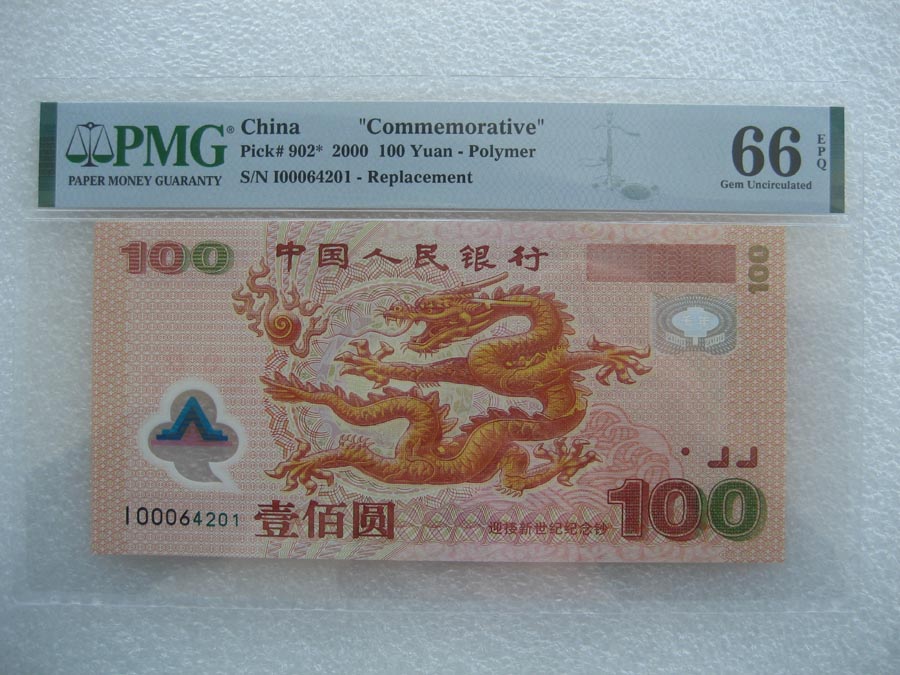 PMG® China "Commemorative"
Pick# 902* 2000 100 Yuan - Polymer
PAPER MONEY GUARANTY S/N I00064201 - Replacement
66 EPQ
Gem Uncirculated
100 中国人民银行
100
I00064201 壹佰圆 迎接新世纪纪念钞 100